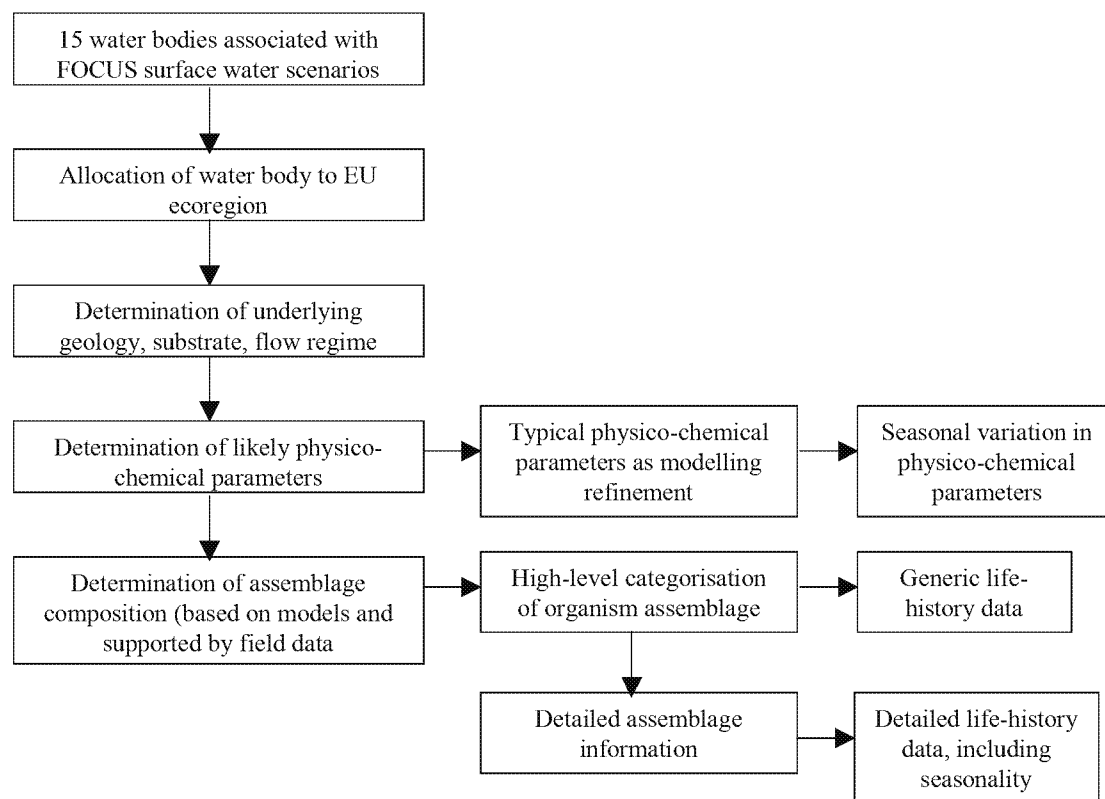 15 water bodies associated with
FOCUS surface water scenarios
Allocation of water body to EU
ecoregion
Determination of underlying
geology, substrate, flow regime
Determination of likely physico-
chemical parameters
Typical physico-chemical
parameters as modelling
refinement
Seasonal variation in
physico-chemical
parameters
Determination of assemblage
composition (based on models and
supported by field data
High-level categorisation
of organism assemblage
Generic life-
history data
Detailed assemblage
information
Detailed life-history
data, including
seasonality